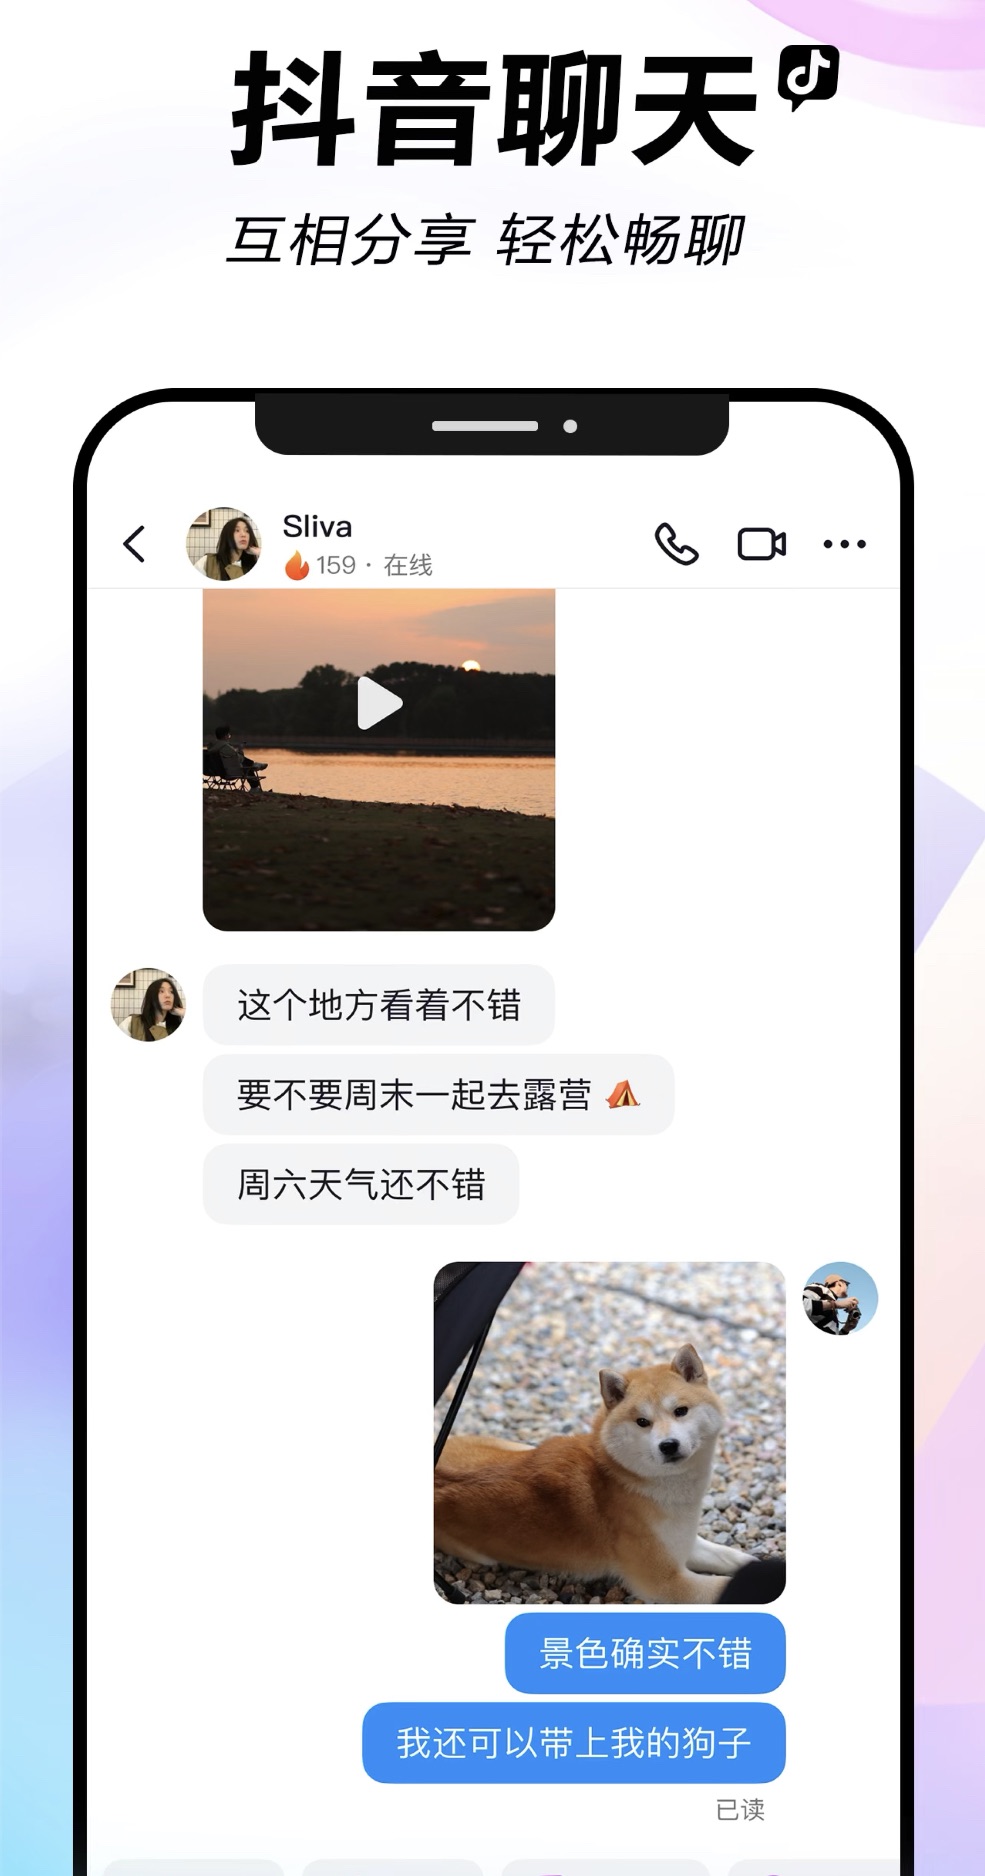 抖音聊天
互相分享 轻松畅聊
Sliva
159 · 在线
这个地方看着不错
要不要周末一起去露营
周六天气还不错
景色确实不错
我还可以带上我的狗子
已读